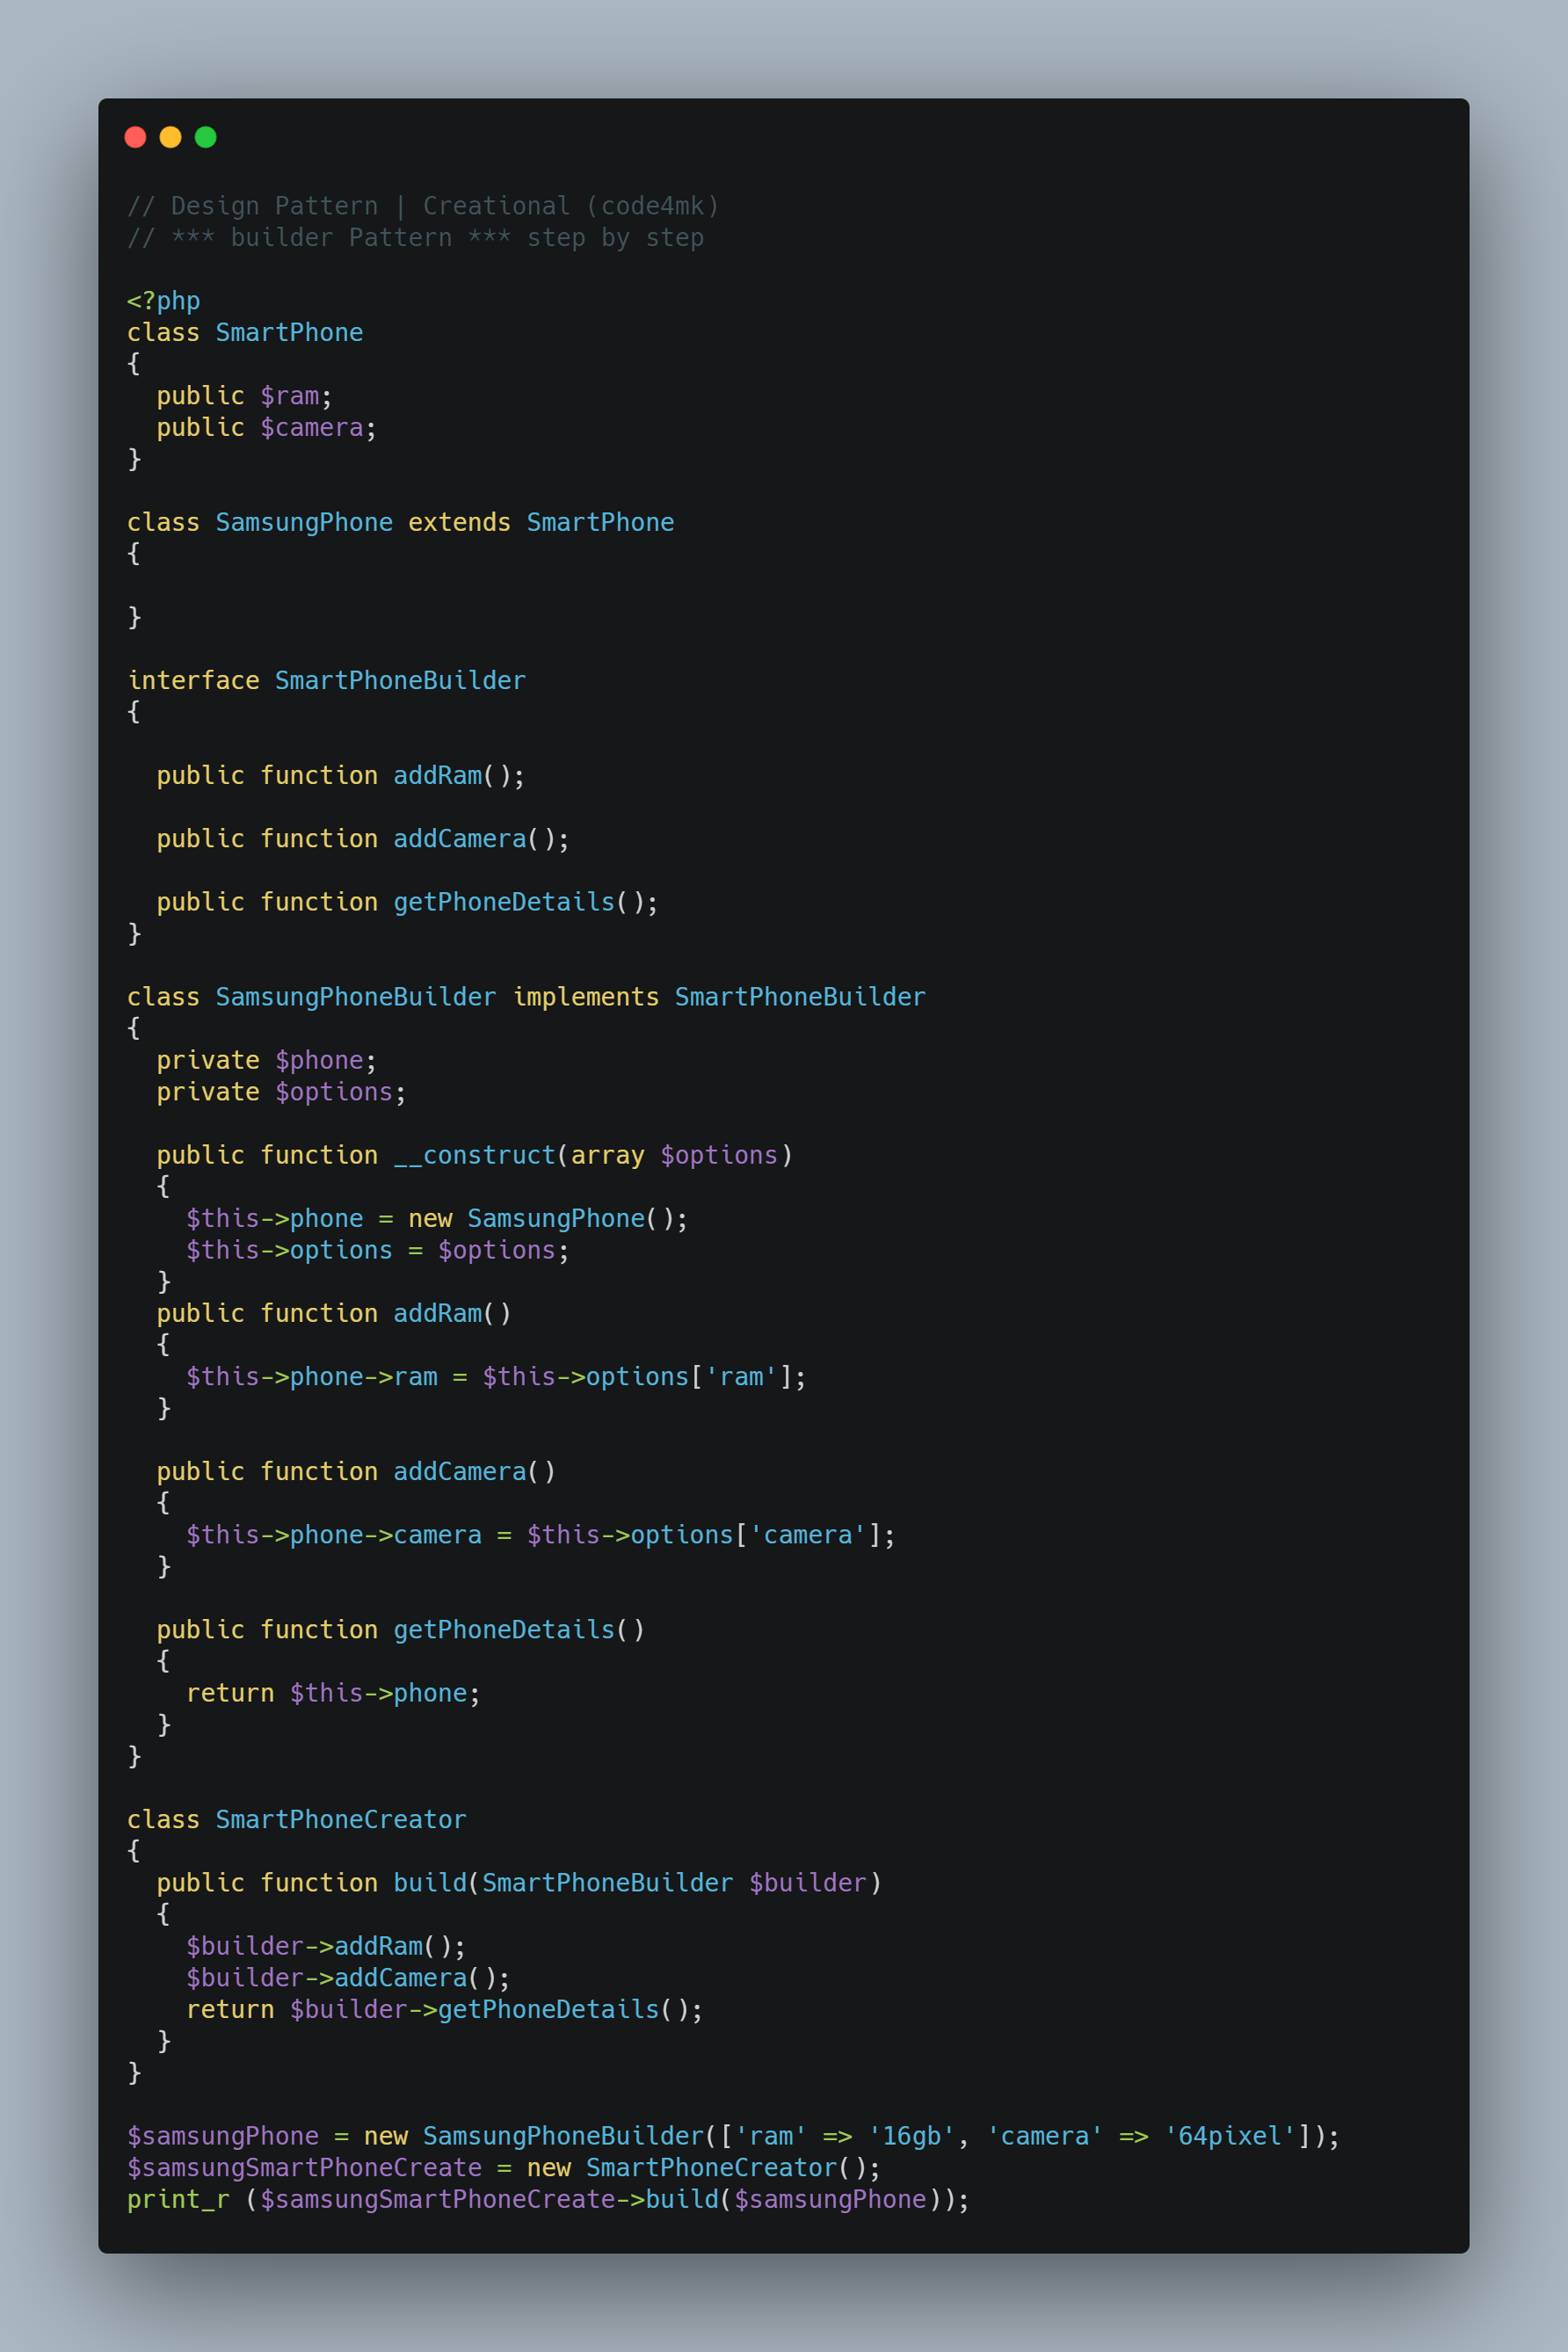 // Design Pattern | Creational (code4mk)
// *** builder Pattern *** step by step

<?php
class SmartPhone
{
  public $ram;
  public $camera;
}

class SamsungPhone extends SmartPhone
{

}

interface SmartPhoneBuilder
{

  public function addRam();

  public function addCamera();

  public function getPhoneDetails();
}

class SamsungPhoneBuilder implements SmartPhoneBuilder
{
  private $phone;
  private $options;

  public function __construct(array $options)
  {
    $this->phone = new SamsungPhone();
    $this->options = $options;
  }
  public function addRam()
  {
    $this->phone->ram = $this->options['ram'];
  }

  public function addCamera()
  {
    $this->phone->camera = $this->options['camera'];
  }

  public function getPhoneDetails()
  {
    return $this->phone;
  }
}

class SmartPhoneCreator
{
  public function build(SmartPhoneBuilder $builder)
  {
    $builder->addRam();
    $builder->addCamera();
    return $builder->getPhoneDetails();
  }
}

$samsungPhone = new SamsungPhoneBuilder(['ram' => '16gb', 'camera' => '64pixel']);
$samsungSmartPhoneCreate = new SmartPhoneCreator();
print_r ($samsungSmartPhoneCreate->build($samsungPhone));